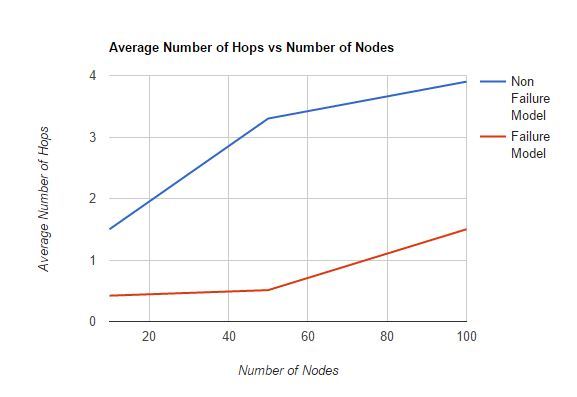 Average Number of Hops vs Number of Nodes
4
3
2
1
0
Average Number of Hops
20 40 60 80 100
Number of Nodes
Non
Failure
Model
Failure
Model